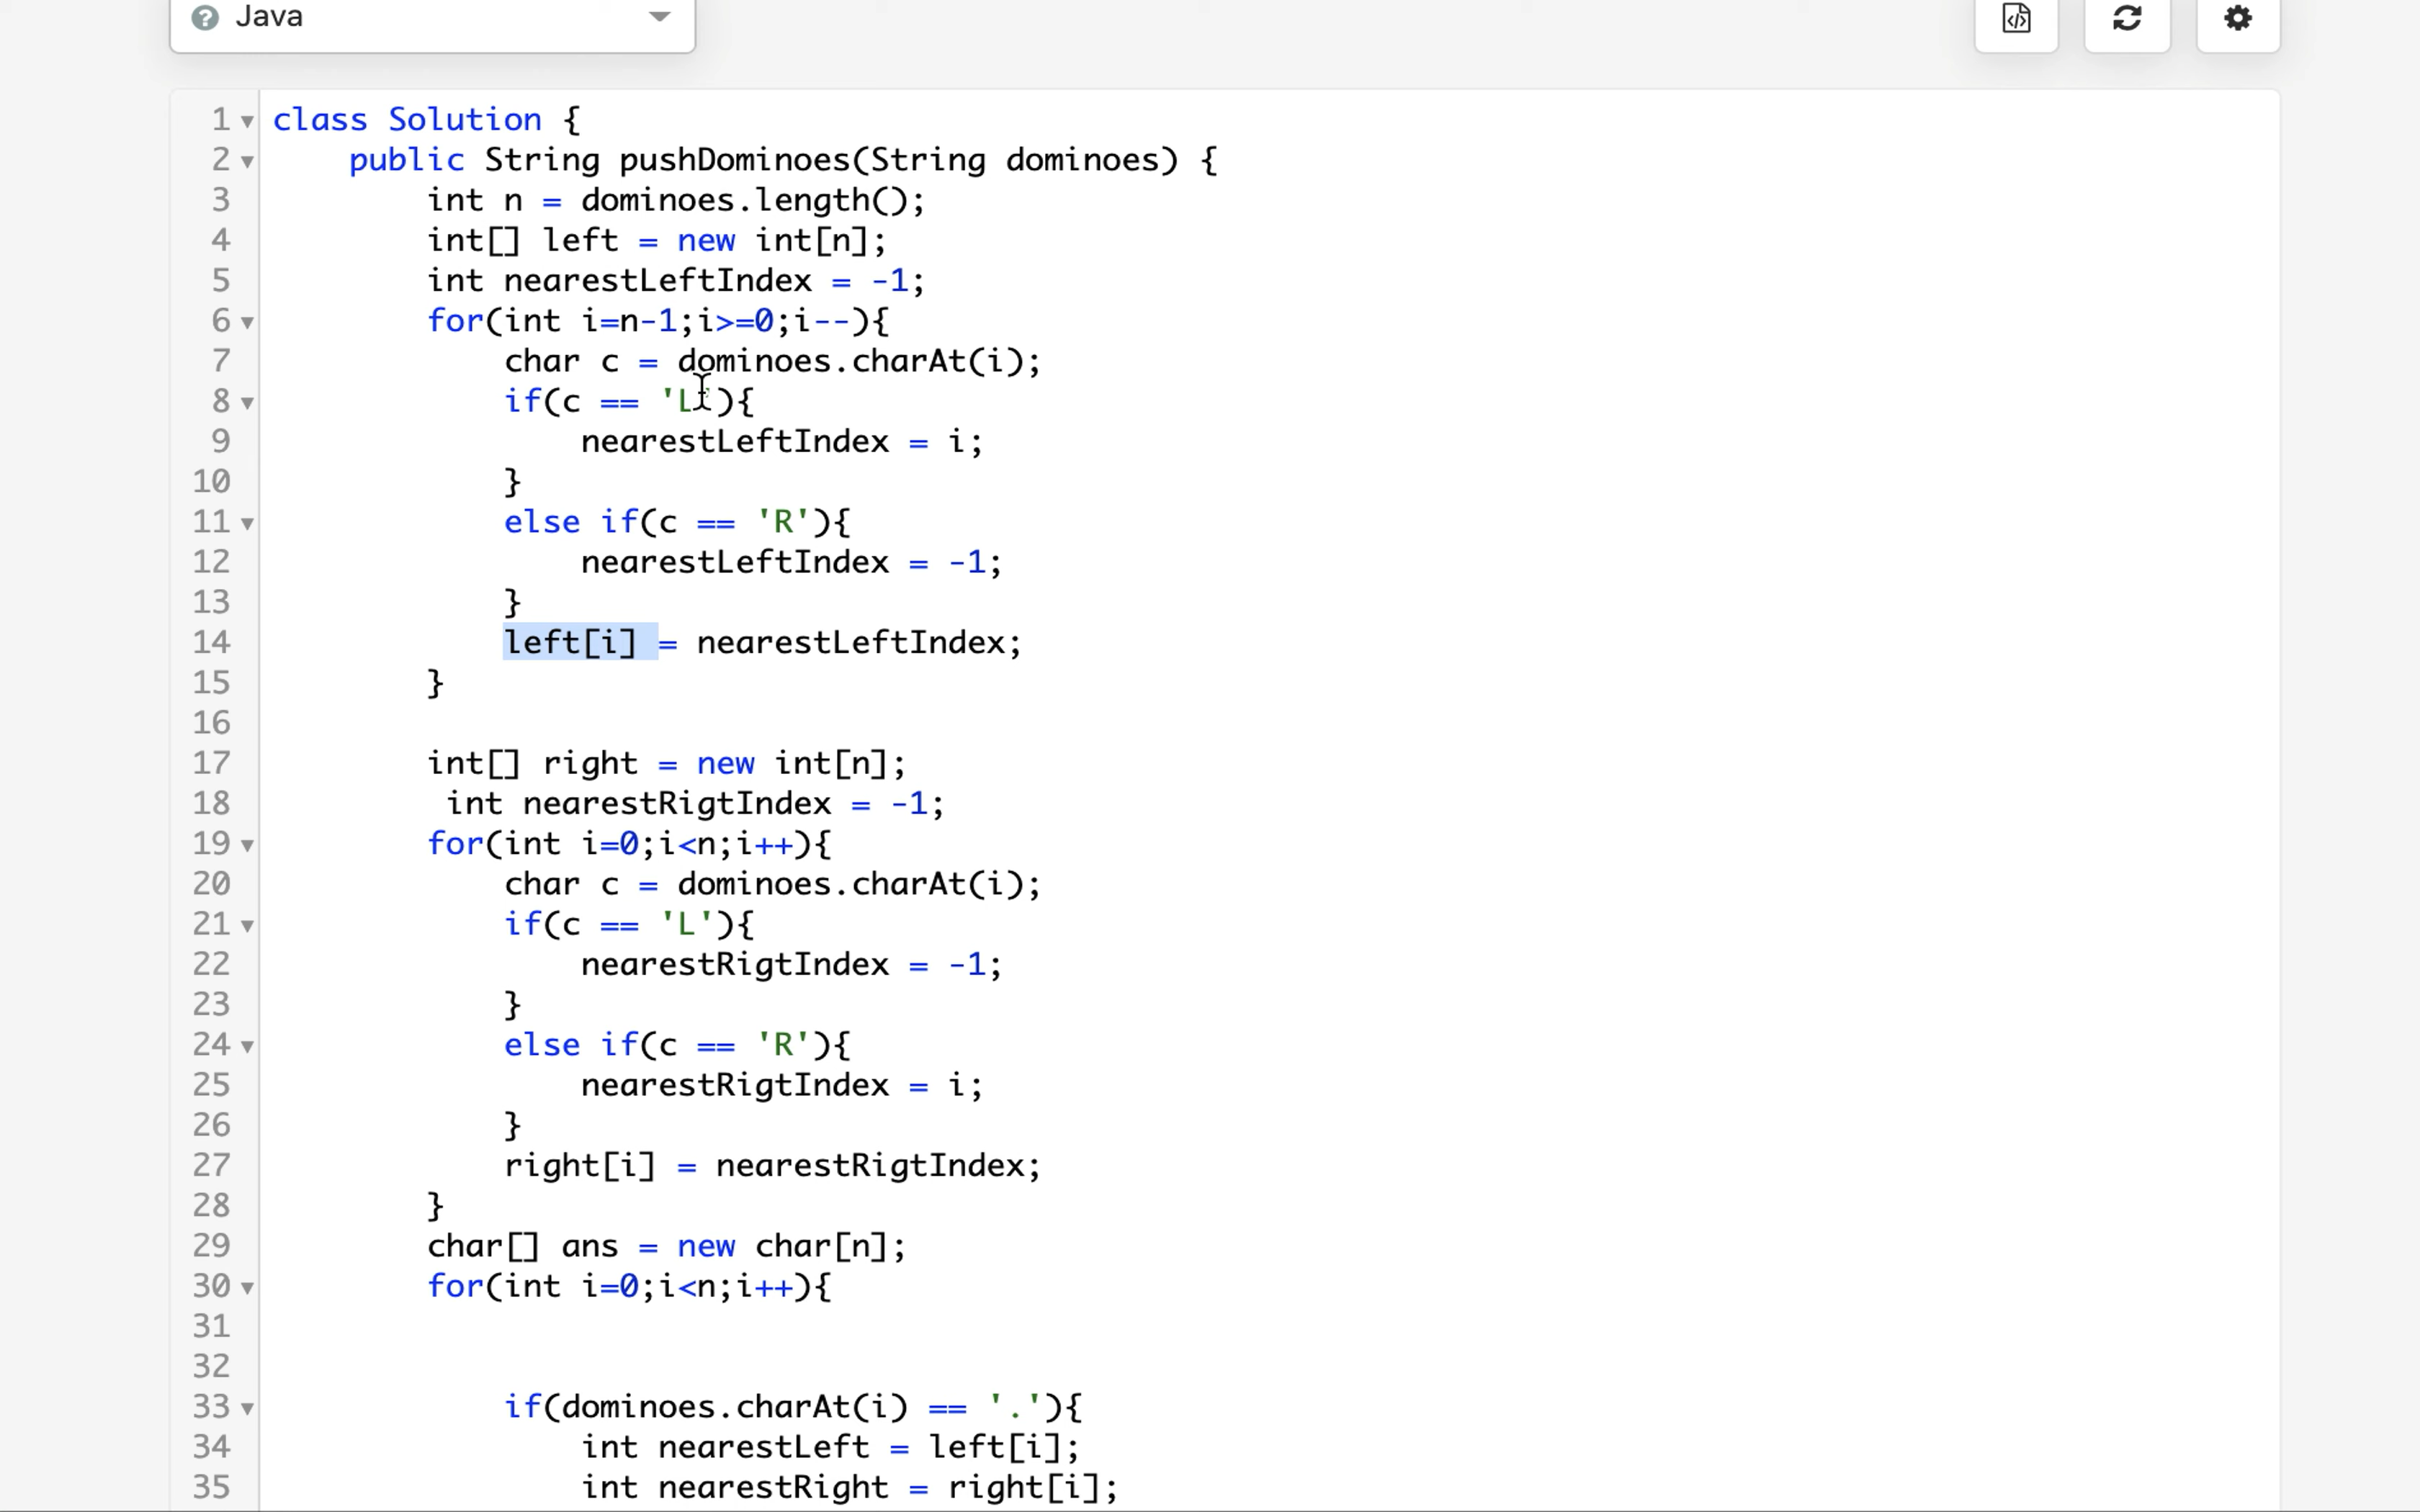 Java
1 class Solution {
2 public String pushDominoes(String dominoes) {
3 int n = dominoes.length();
4 int[] left = new int[n];
5 int nearestLeftIndex = -1;
6 for(int i=n-1;i>=0;i--){
7 char c = dominoes.charAt(i);
8 if(c == 'L'){
9 nearestLeftIndex = i;
10 }
11 else if(c == 'R'){
12 nearestLeftIndex = -1;
13 }
14 left[i] = nearestLeftIndex;
15 }
16
17 int[] right = new int[n];
18 int nearestRigtIndex = -1;
19 for(int i=0;i<n;i++){
20 char c = dominoes.charAt(i);
21 if(c == 'L'){
22 nearestRigtIndex = -1;
23 }
24 else if(c == 'R'){
25 nearestRigtIndex = i;
26 }
27 right[i] = nearestRigtIndex;
28 }
29 char[] ans = new char[n];
30 for(int i=0;i<n;i++){
31
32
33 if(dominoes.charAt(i) == '.'){
34 int nearestLeft = left[i];
35 int nearestRight = right[i];